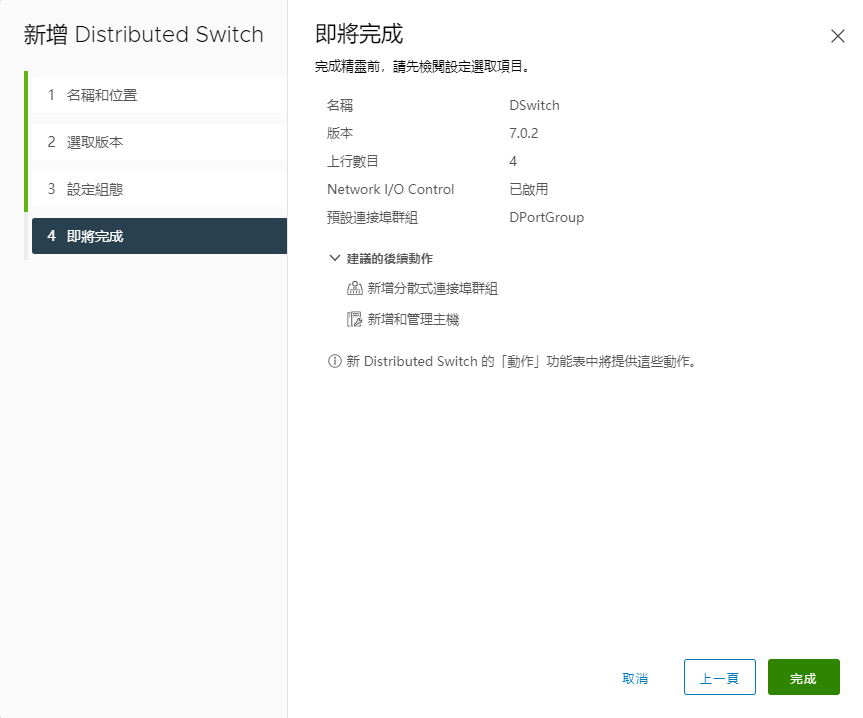 新增 Distributed Switch
1 名稱和位置
2 選取版本
3 設定組態
4 即將完成
即將完成
完成精靈前，請先檢閱設定選取項目。
名稱 DSwitch
版本 7.0.2
上行數目 4
Network I/O Control 已啟用
預設連接埠群組 DPortGroup
建議的後續動作
新增分散式連接埠群組
新增和管理主機
新 Distributed Switch 的「動作」功能表中將提供這些動作。
取消 上一頁 完成